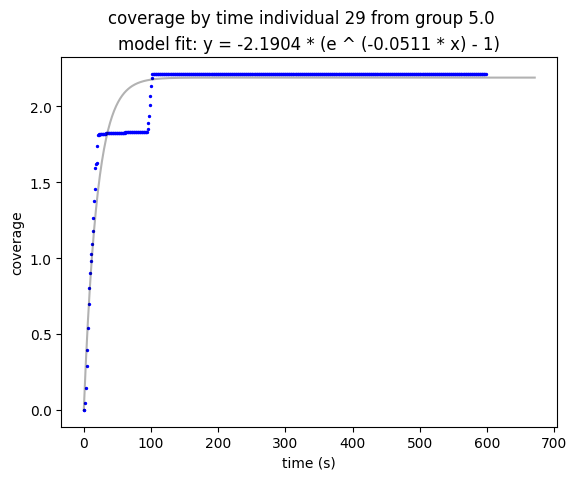 coverage by time individual 29 from group 5.0
model fit: y = -2.1904 * (e ^ (-0.0511 * x) - 1)
2.0
1.5
1.0
0.5
0.0
coverage
0 100 200 300 400 500 600 700
time (s)